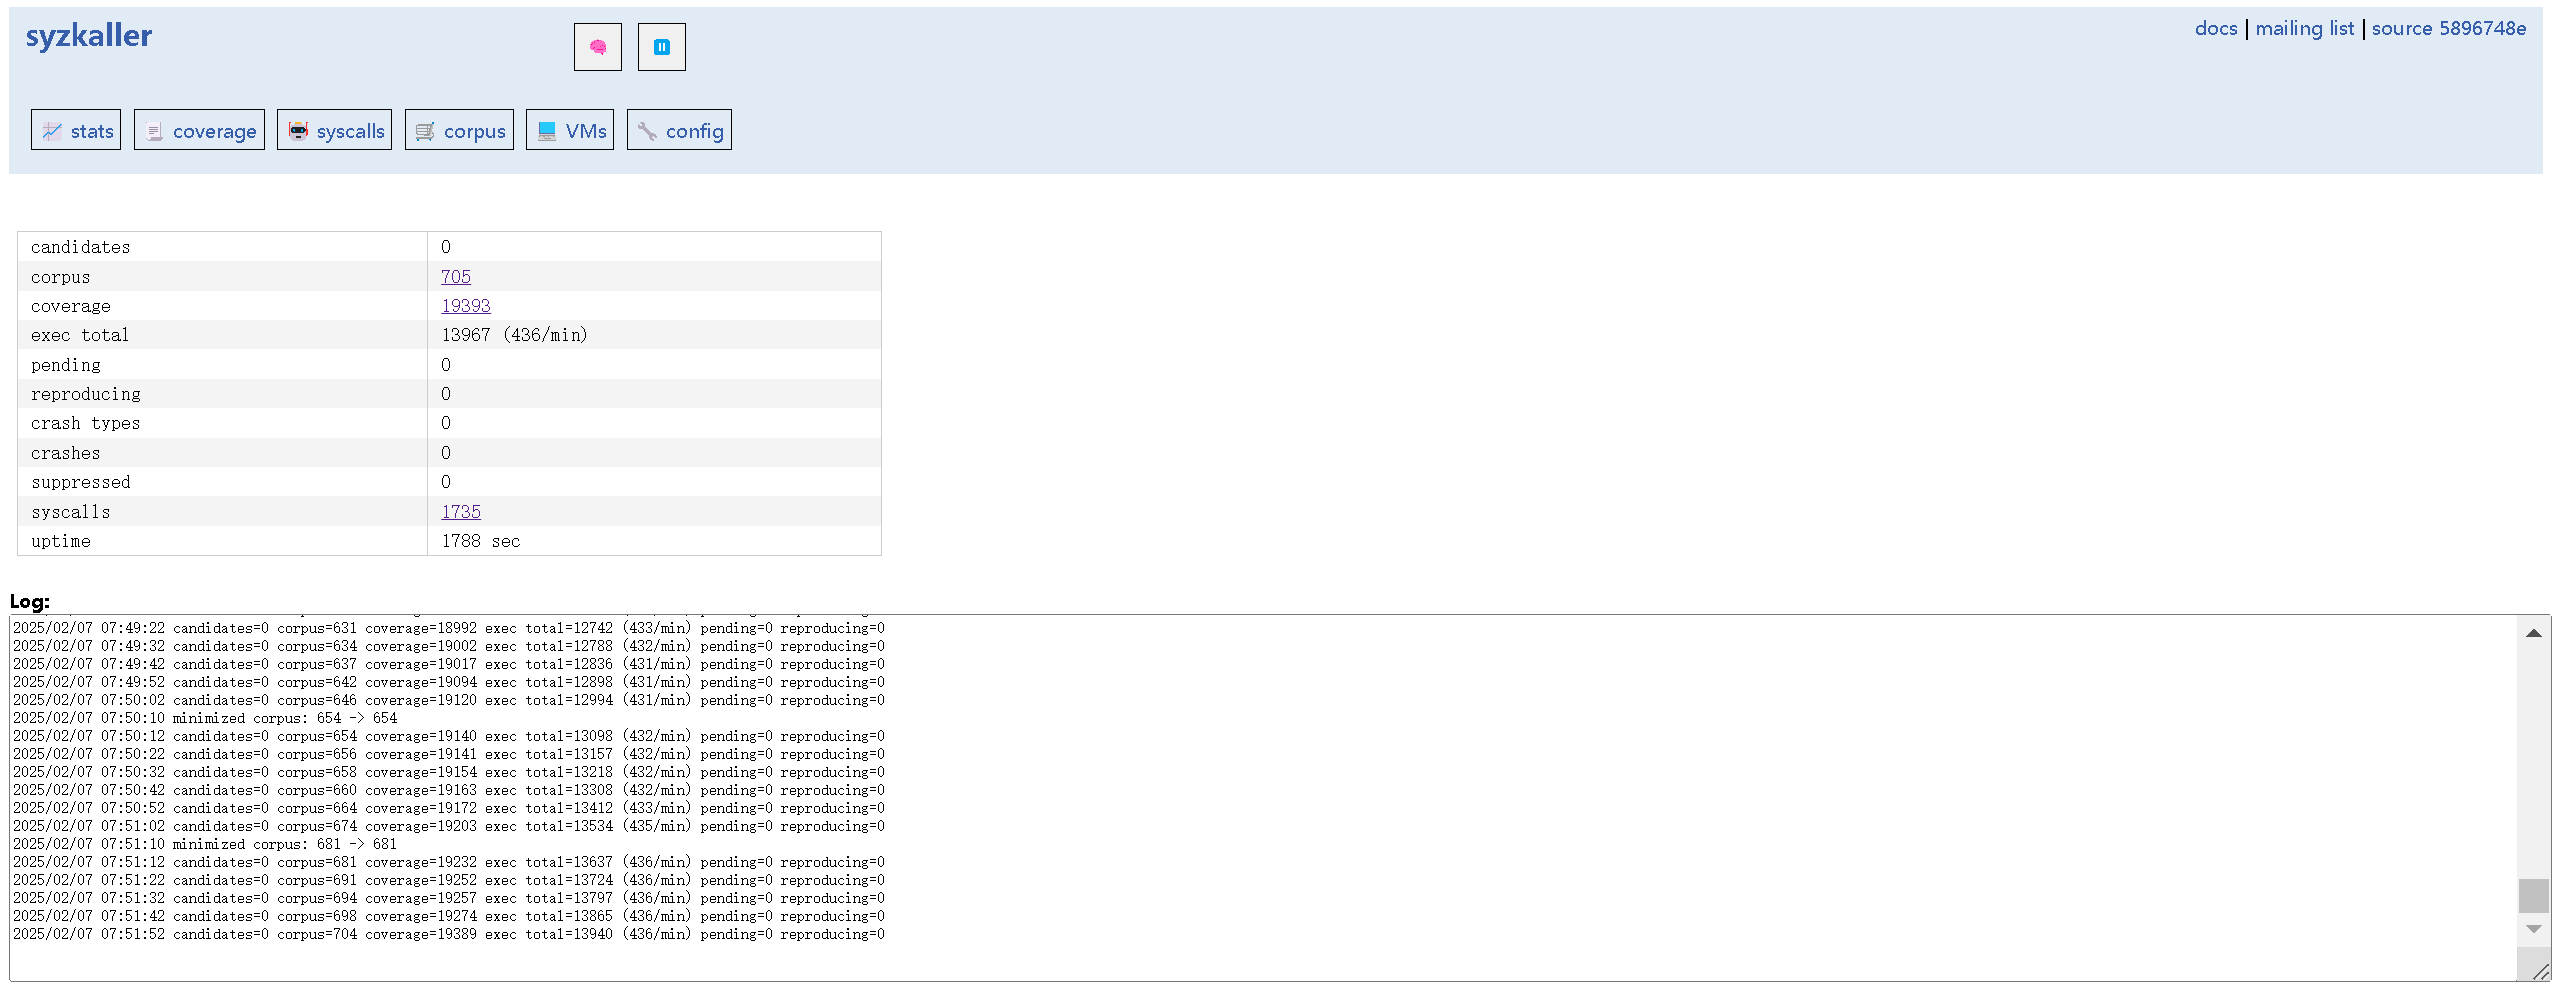 syzkaller
docs | mailing list | source 5896748e
stats coverage syscalls corpus VMs config
candidates 0
corpus 705
coverage 19393
exec total 13967 (436/min)
pending 0
reproducing 0
crash types 0
crashes 0
suppressed 0
syscalls 1735
uptime 1788 sec
Log:
2025/02/07 07:49:22 candidates=0 corpus=631 coverage=18992 exec total=12742 (433/min) pending=0 reproducing=0
2025/02/07 07:49:32 candidates=0 corpus=634 coverage=19002 exec total=12788 (432/min) pending=0 reproducing=0
2025/02/07 07:49:42 candidates=0 corpus=637 coverage=19017 exec total=12836 (431/min) pending=0 reproducing=0
2025/02/07 07:49:52 candidates=0 corpus=642 coverage=19094 exec total=12898 (431/min) pending=0 reproducing=0
2025/02/07 07:50:02 candidates=0 corpus=646 coverage=19120 exec total=12994 (431/min) pending=0 reproducing=0
2025/02/07 07:50:10 minimized corpus: 654 -> 654
2025/02/07 07:50:12 candidates=0 corpus=654 coverage=19140 exec total=13098 (432/min) pending=0 reproducing=0
2025/02/07 07:50:22 candidates=0 corpus=656 coverage=19141 exec total=13157 (432/min) pending=0 reproducing=0
2025/02/07 07:50:32 candidates=0 corpus=658 coverage=19154 exec total=13218 (432/min) pending=0 reproducing=0
2025/02/07 07:50:42 candidates=0 corpus=660 coverage=19163 exec total=13308 (432/min) pending=0 reproducing=0
2025/02/07 07:50:52 candidates=0 corpus=664 coverage=19172 exec total=13412 (433/min) pending=0 reproducing=0
2025/02/07 07:51:02 candidates=0 corpus=674 coverage=19203 exec total=13534 (435/min) pending=0 reproducing=0
2025/02/07 07:51:10 minimized corpus: 681 -> 681
2025/02/07 07:51:12 candidates=0 corpus=681 coverage=19232 exec total=13637 (436/min) pending=0 reproducing=0
2025/02/07 07:51:22 candidates=0 corpus=691 coverage=19252 exec total=13724 (436/min) pending=0 reproducing=0
2025/02/07 07:51:32 candidates=0 corpus=694 coverage=19257 exec total=13797 (436/min) pending=0 reproducing=0
2025/02/07 07:51:42 candidates=0 corpus=698 coverage=19274 exec total=13865 (436/min) pending=0 reproducing=0
2025/02/07 07:51:52 candidates=0 corpus=704 coverage=19389 exec total=13940 (436/min) pending=0 reproducing=0